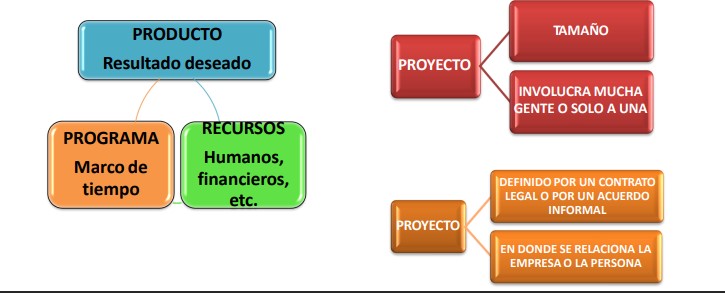 PRODUCTO
Resultado deseado
PROGRAMA
Marco de
tiempo
RECURSOS
Humanos,
financieros,
etc.
PROYECTO
TAMAÑO
INVOLUCRA MUCHA
GENTE O SOLO A UNA
PROYECTO
DEFINIDO POR UN CONTRATO
LEGAL O POR UN ACUERDO
INFORMAL
EN DONDE SE RELACIONA LA
EMPRESA O LA PERSONA